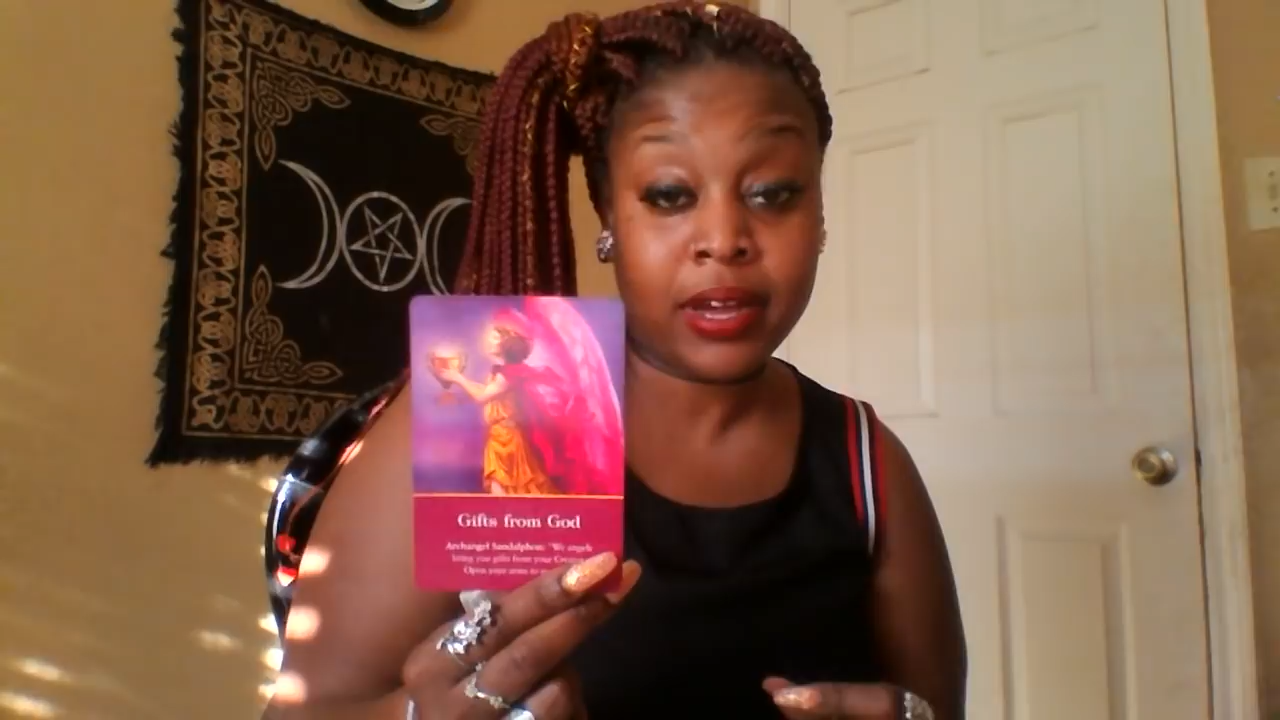 Gifts from God
Archangel Sandalphon: "We angels
bring you gifts from your Creator
Open your arms to